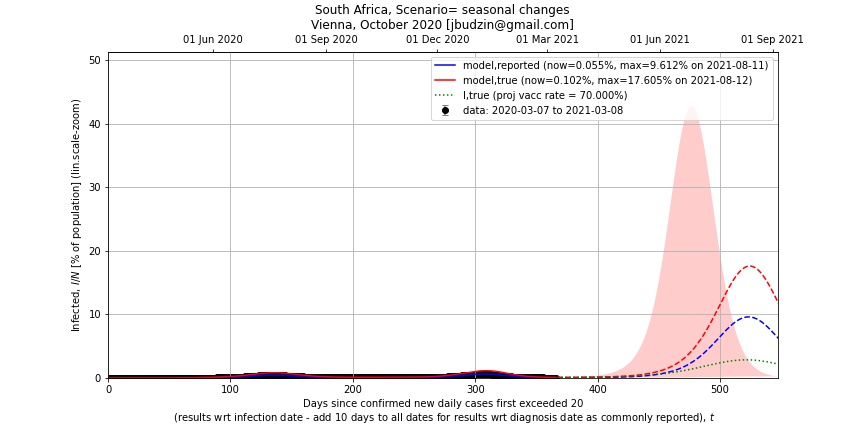 South Africa, Scenario= seasonal changes
Vienna, October 2020 [jbudzin@gmail.com]
01 Jun 2020 01 Sep 2020 01 Dec 2020 01 Mar 2021 01 Jun 2021 01 Sep 2021
model,reported (now=0.055%, max=9.612% on 2021-08-11)
model,true (now=0.102%, max=17.605% on 2021-08-12)
I,true (proj vacc rate = 70.000%)
data: 2020-03-07 to 2021-03-08
Infected, I/N [% of population] (lin.scale-zoom)
50
40
30
20
10
0
0 100 200 300 400 500
Days since confirmed new daily cases first exceeded 20
(results wrt infection date - add 10 days to all dates for results wrt diagnosis date as commonly reported), t